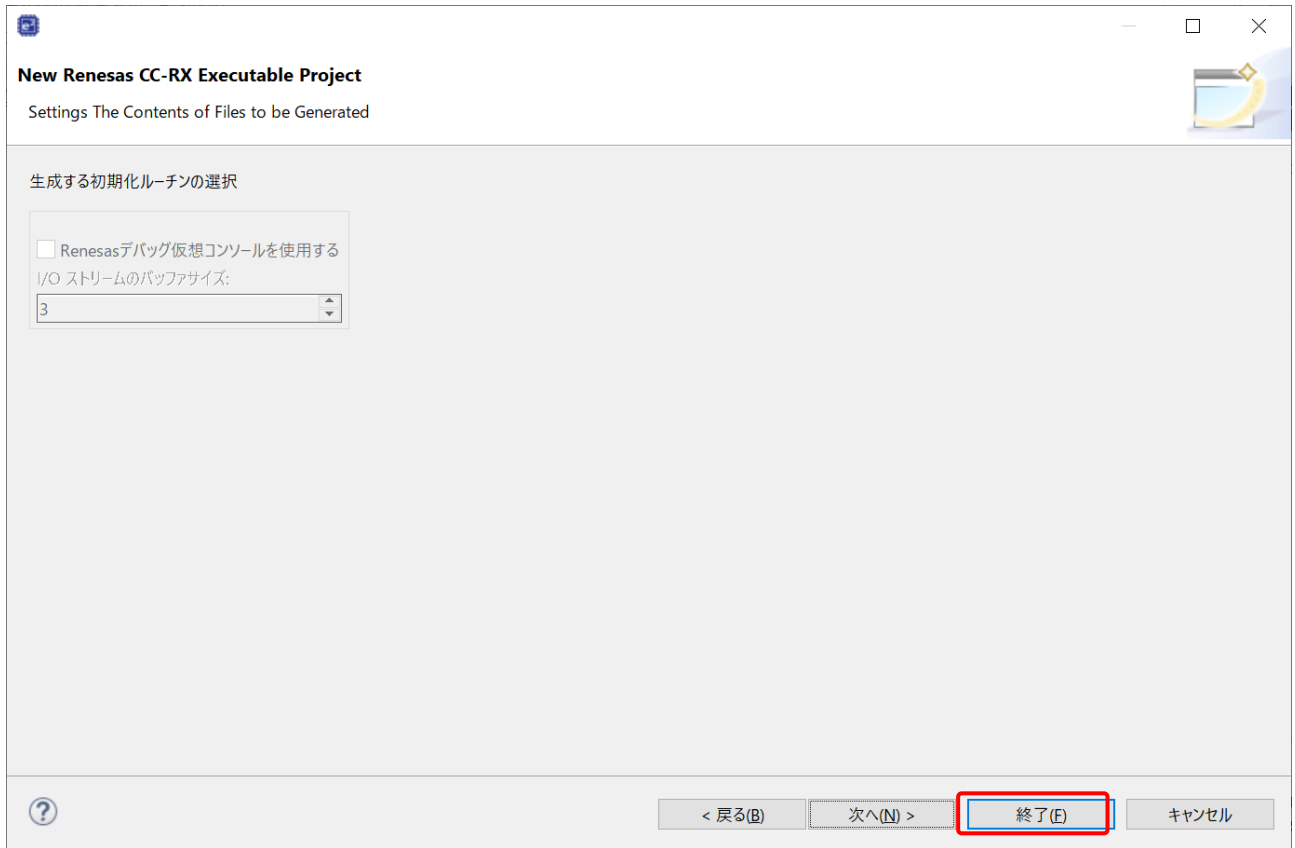 New Renesas CC-RX Executable Project
Settings The Contents of Files to be Generated
生成する初期化ルーチンの選択
Renesasデバッグ仮想コンソールを使用する
I/O ストリームのバッファサイズ:
3
< 戻る(B) 次へ(N) > 終了(F) キャンセル